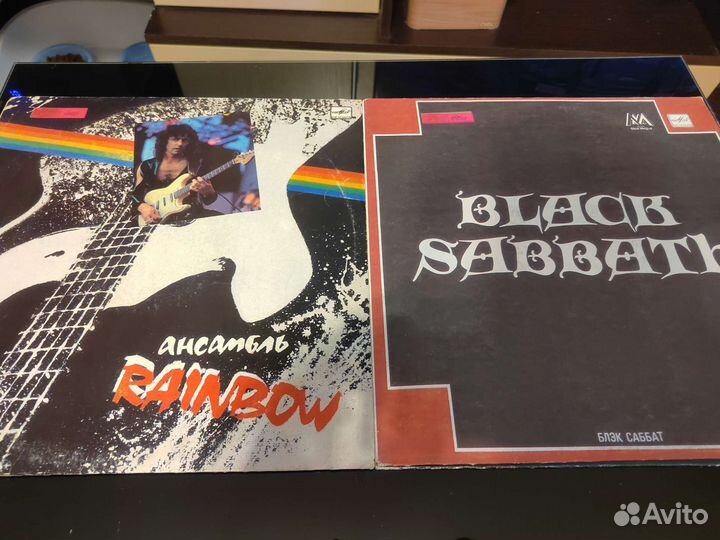 ансамбль
RAINBOW
BLACK
SABBATH
БЛЭК САББАТ
Avito